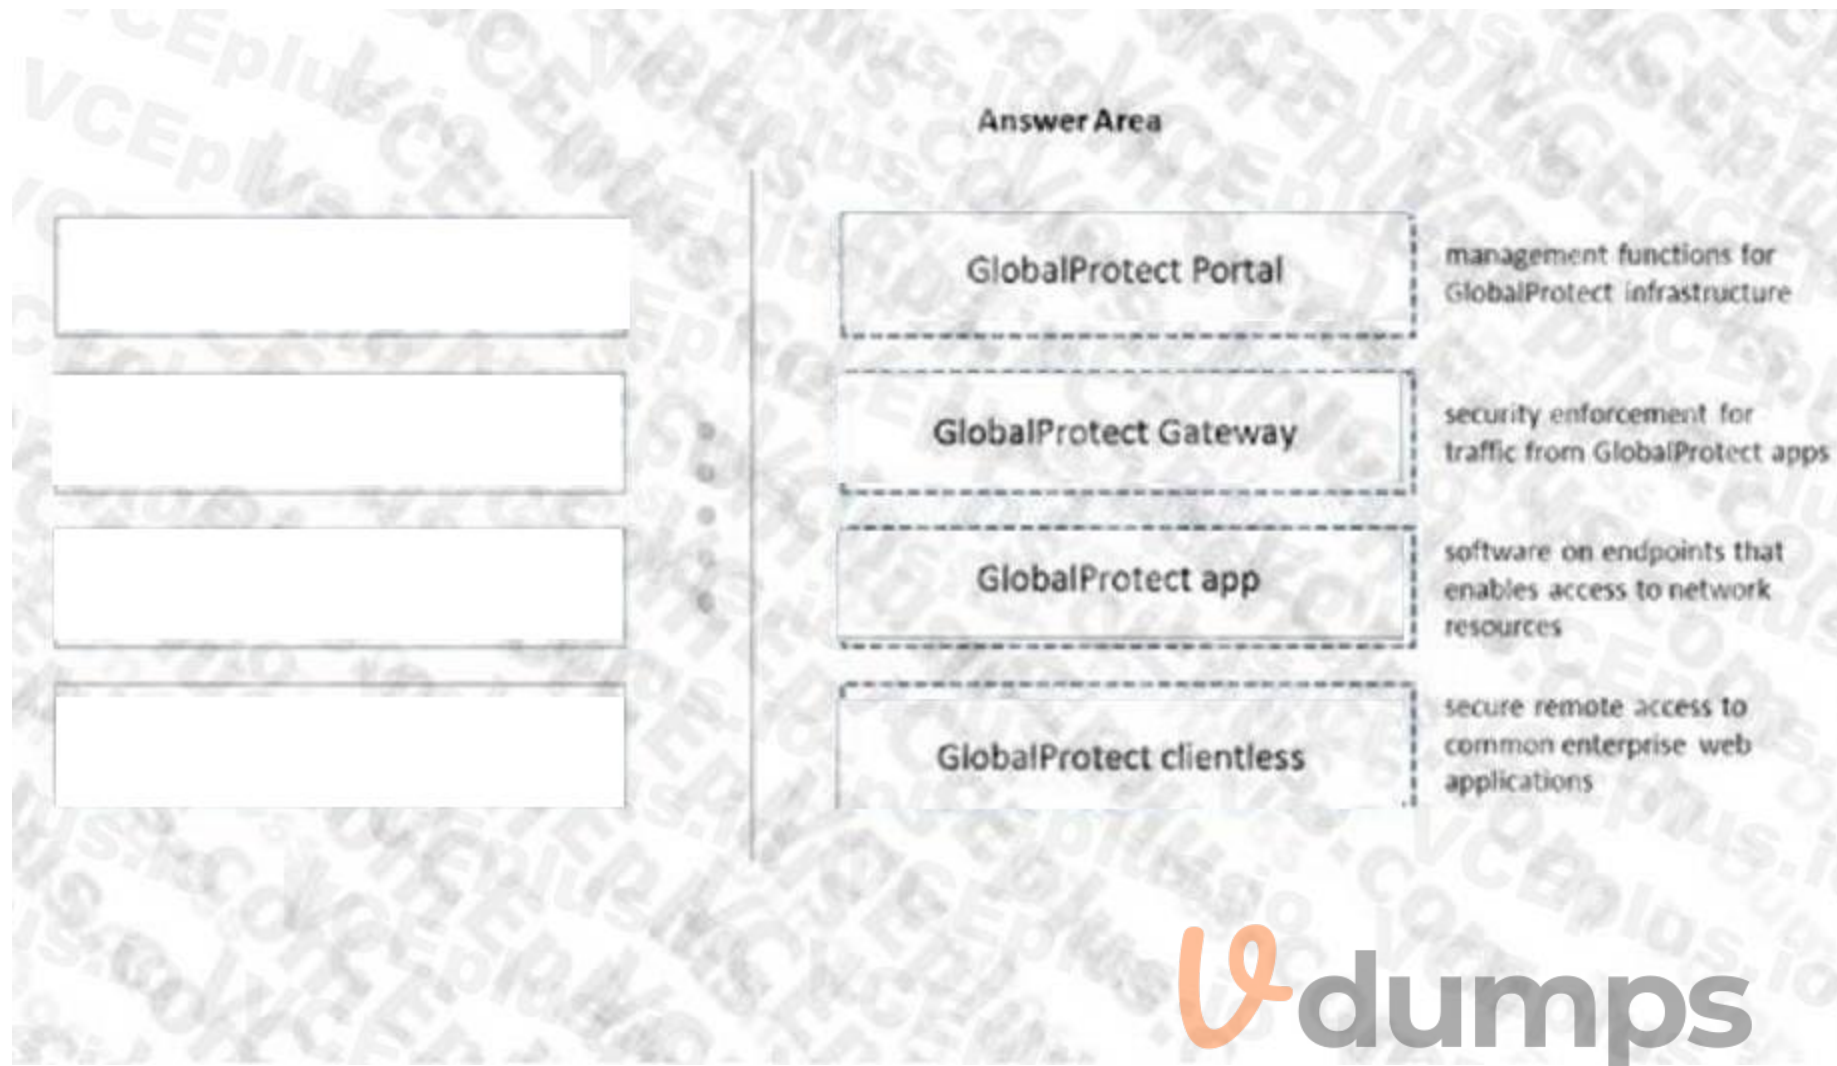 Answer Area
GlobalProtect Portal
management functions for
GlobalProtect infrastructure
GlobalProtect Gateway
security enforcement for
traffic from GlobalProtect apps
GlobalProtect app
software on endpoints that
enables access to network
resources
GlobalProtect clientless
secure remote access to
common enterprise web
applications
Vdumps